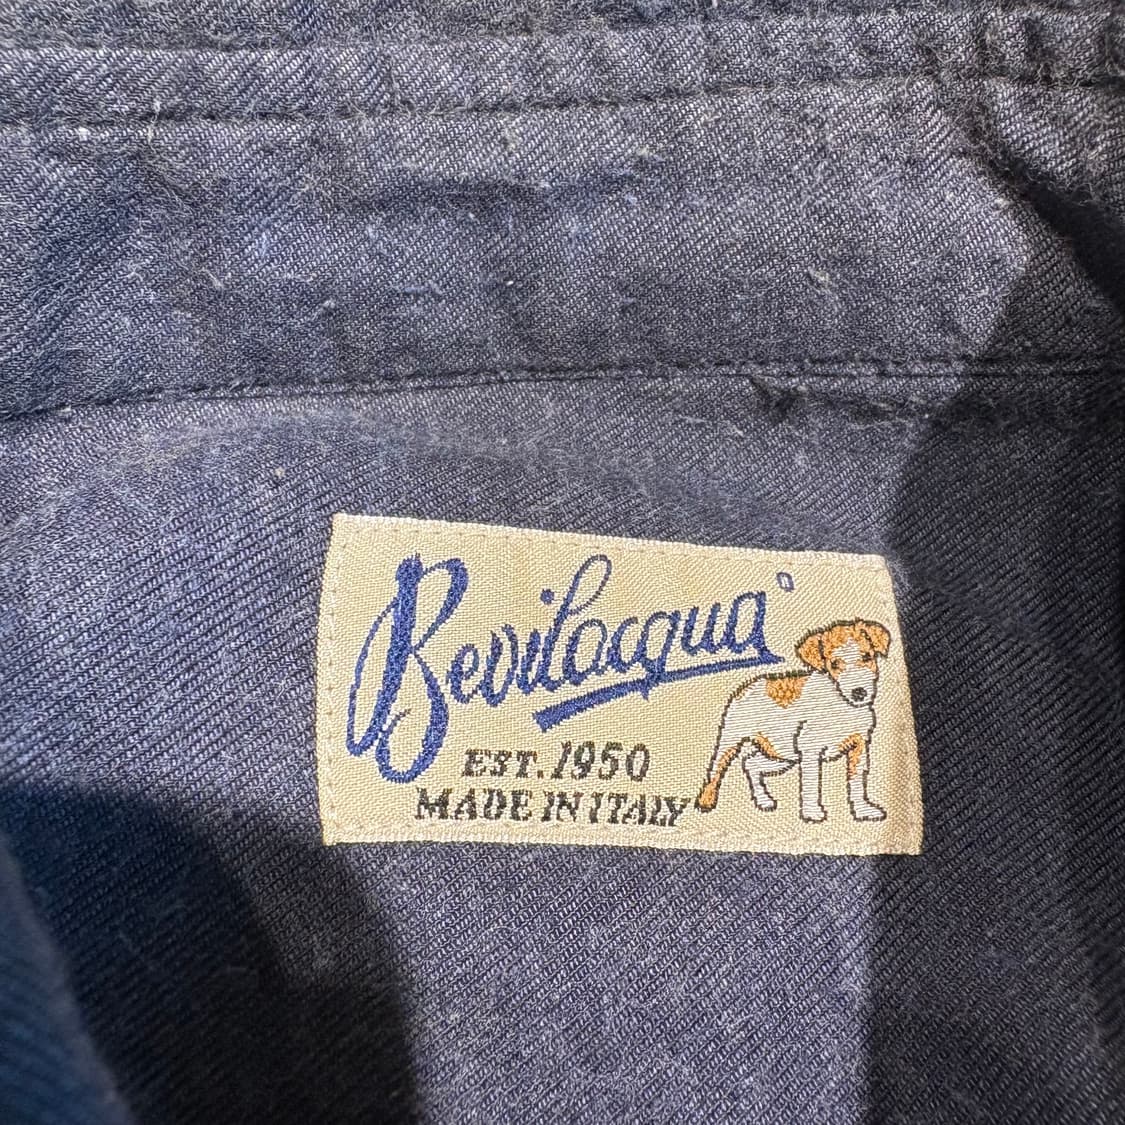 Bevilacqua
EST. 1950
MADE IN ITALY